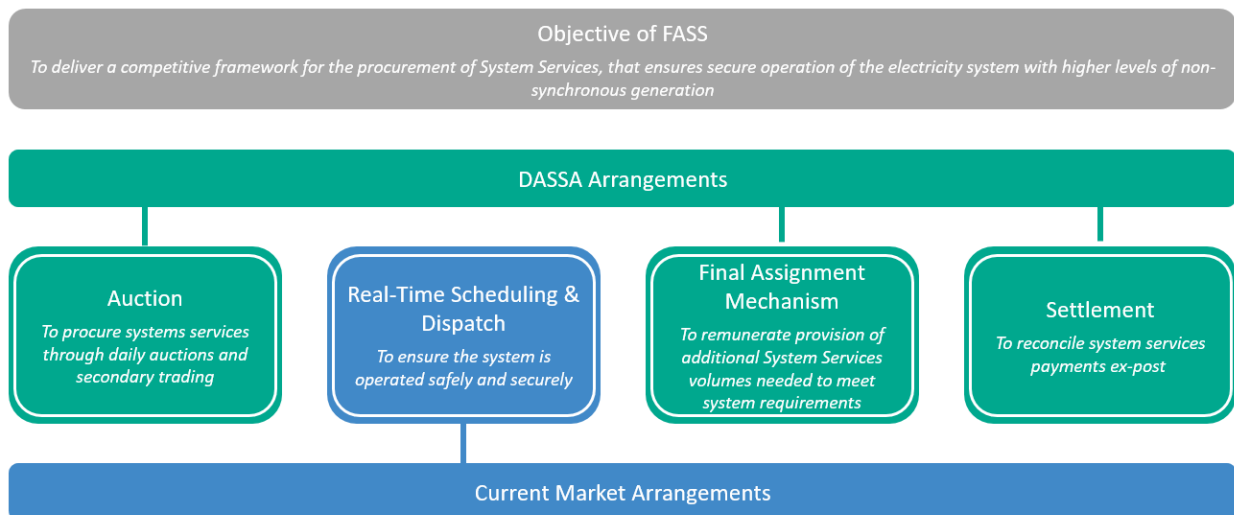 Objective of FASS
To deliver a competitive framework for the procurement of System Services, that ensures secure operation of the electricity system with higher levels of non-
synchronous generation
DASSA Arrangements
Auction
To procure systems services
through daily auctions and
secondary trading
Real-Time Scheduling &
Dispatch
To ensure the system is
operated safely and securely
Final Assignment
Mechanism
To remunerate provision of
additional System Services
volumes needed to meet
system requirements
Settlement
To reconcile system services
payments ex-post
Current Market Arrangements